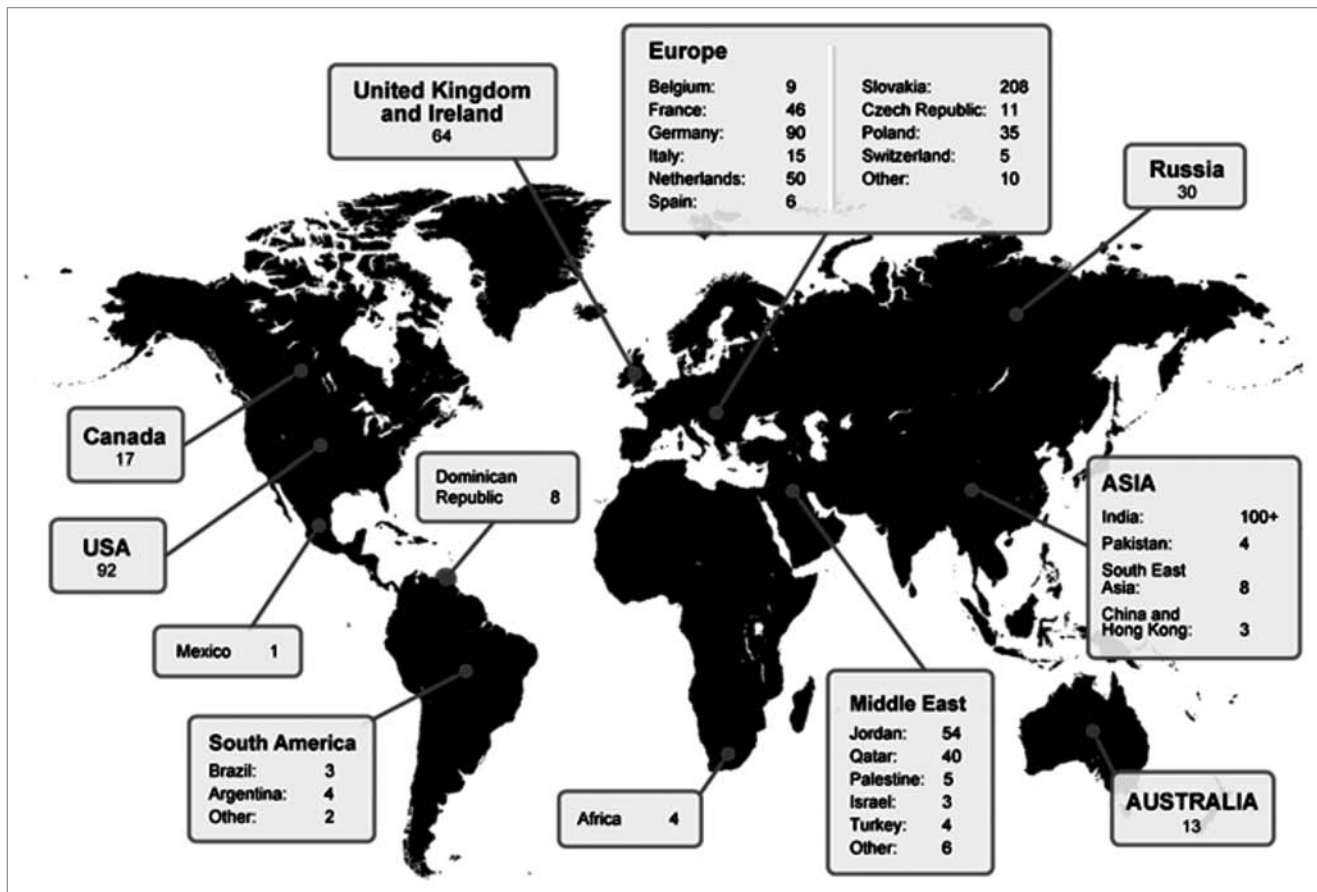 United Kingdom
and Ireland
64
Europe
Belgium: 9
France: 46
Germany: 90
Italy: 15
Netherlands: 50
Spain: 6
Slovakia: 208
Czech Republic: 11
Poland: 35
Switzerland: 5
Other: 10
Russia
30
Canada
17
USA
92
Dominican
Republic 8
Mexico 1
South America
Brazil: 3
Argentina: 4
Other: 2
Africa 4
Middle East
Jordan: 54
Qatar: 40
Palestine: 5
Israel: 3
Turkey: 4
Other: 6
ASIA
India: 100+
Pakistan: 4
South East
Asia: 8
China and
Hong Kong: 3
AUSTRALIA
13